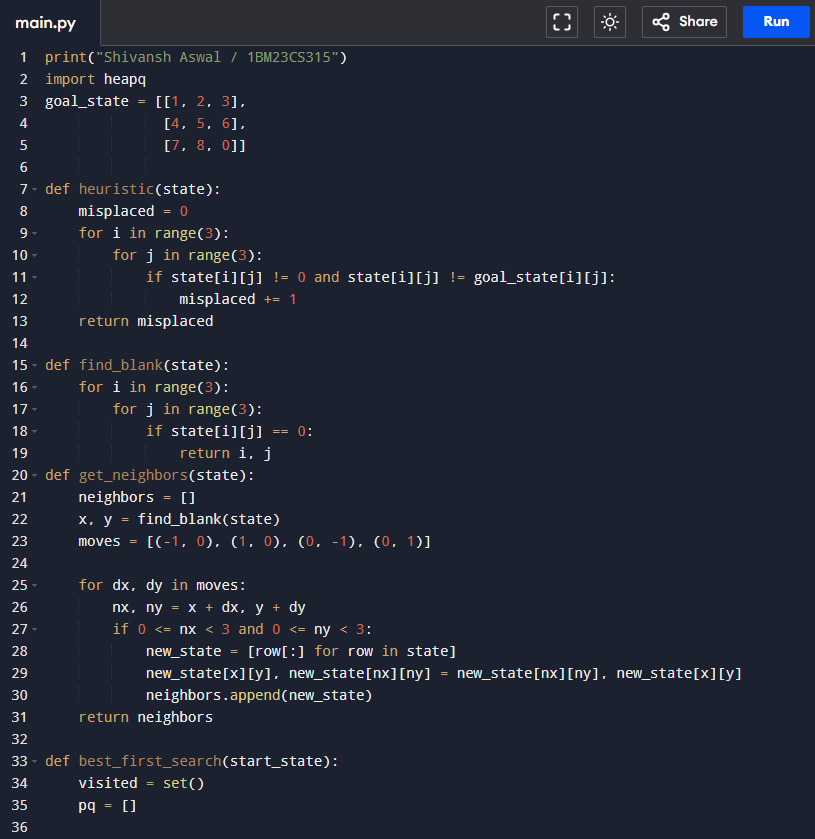 main.py
Share
Run
1 print("Shivansh Aswal / 1BM23CS315")
2 import heapq
3 goal_state = [[1, 2, 3],
4               [4, 5, 6],
5               [7, 8, 0]]
6
7 def heuristic(state):
8     misplaced = 0
9     for i in range(3):
10         for j in range(3):
11             if state[i][j] != 0 and state[i][j] != goal_state[i][j]:
12                 misplaced += 1
13     return misplaced
14
15 def find_blank(state):
16     for i in range(3):
17         for j in range(3):
18             if state[i][j] == 0:
19                 return i, j
20 def get_neighbors(state):
21     neighbors = []
22     x, y = find_blank(state)
23     moves = [(-1, 0), (1, 0), (0, -1), (0, 1)]
24
25     for dx, dy in moves:
26         nx, ny = x + dx, y + dy
27         if 0 <= nx < 3 and 0 <= ny < 3:
28             new_state = [row[:] for row in state]
29             new_state[x][y], new_state[nx][ny] = new_state[nx][ny], new_state[x][y]
30             neighbors.append(new_state)
31     return neighbors
32
33 def best_first_search(start_state):
34     visited = set()
35     pq = []
36